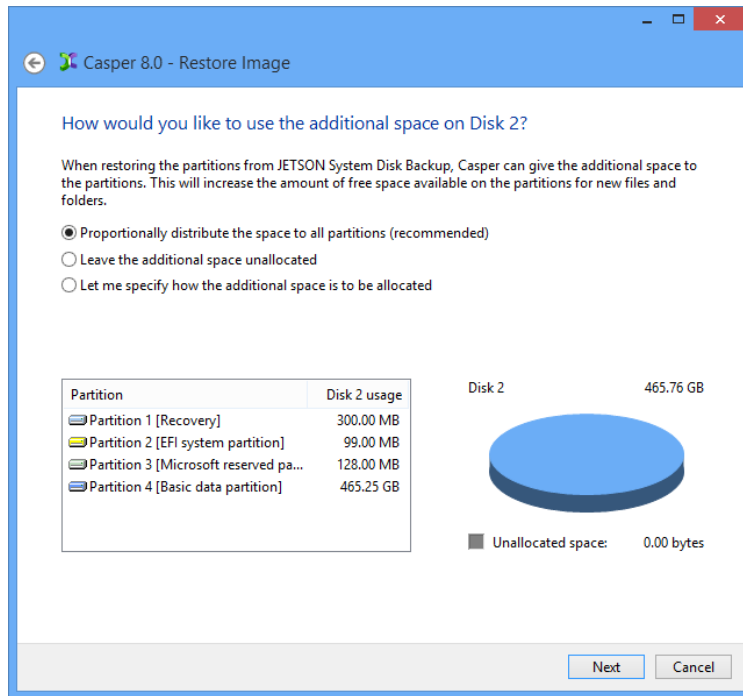 Casper 8.0 - Restore Image
How would you like to use the additional space on Disk 2?
When restoring the partitions from JETSON System Disk Backup, Casper can give the additional space to
the partitions. This will increase the amount of free space available on the partitions for new files and
folders.
Proportionally distribute the space to all partitions (recommended)
Leave the additional space unallocated
Let me specify how the additional space is to be allocated
Partition Disk 2 usage
Partition 1 [Recovery] 300.00 MB
Partition 2 [EFI system partition] 99.00 MB
Partition 3 [Microsoft reserved pa... 128.00 MB
Partition 4 [Basic data partition] 465.25 GB
Disk 2 465.76 GB
Unallocated space: 0.00 bytes
Next Cancel